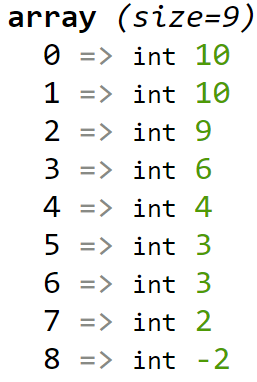 array (size=9)
0 => int 10
1 => int 10
2 => int 9
3 => int 6
4 => int 4
5 => int 3
6 => int 3
7 => int 2
8 => int -2